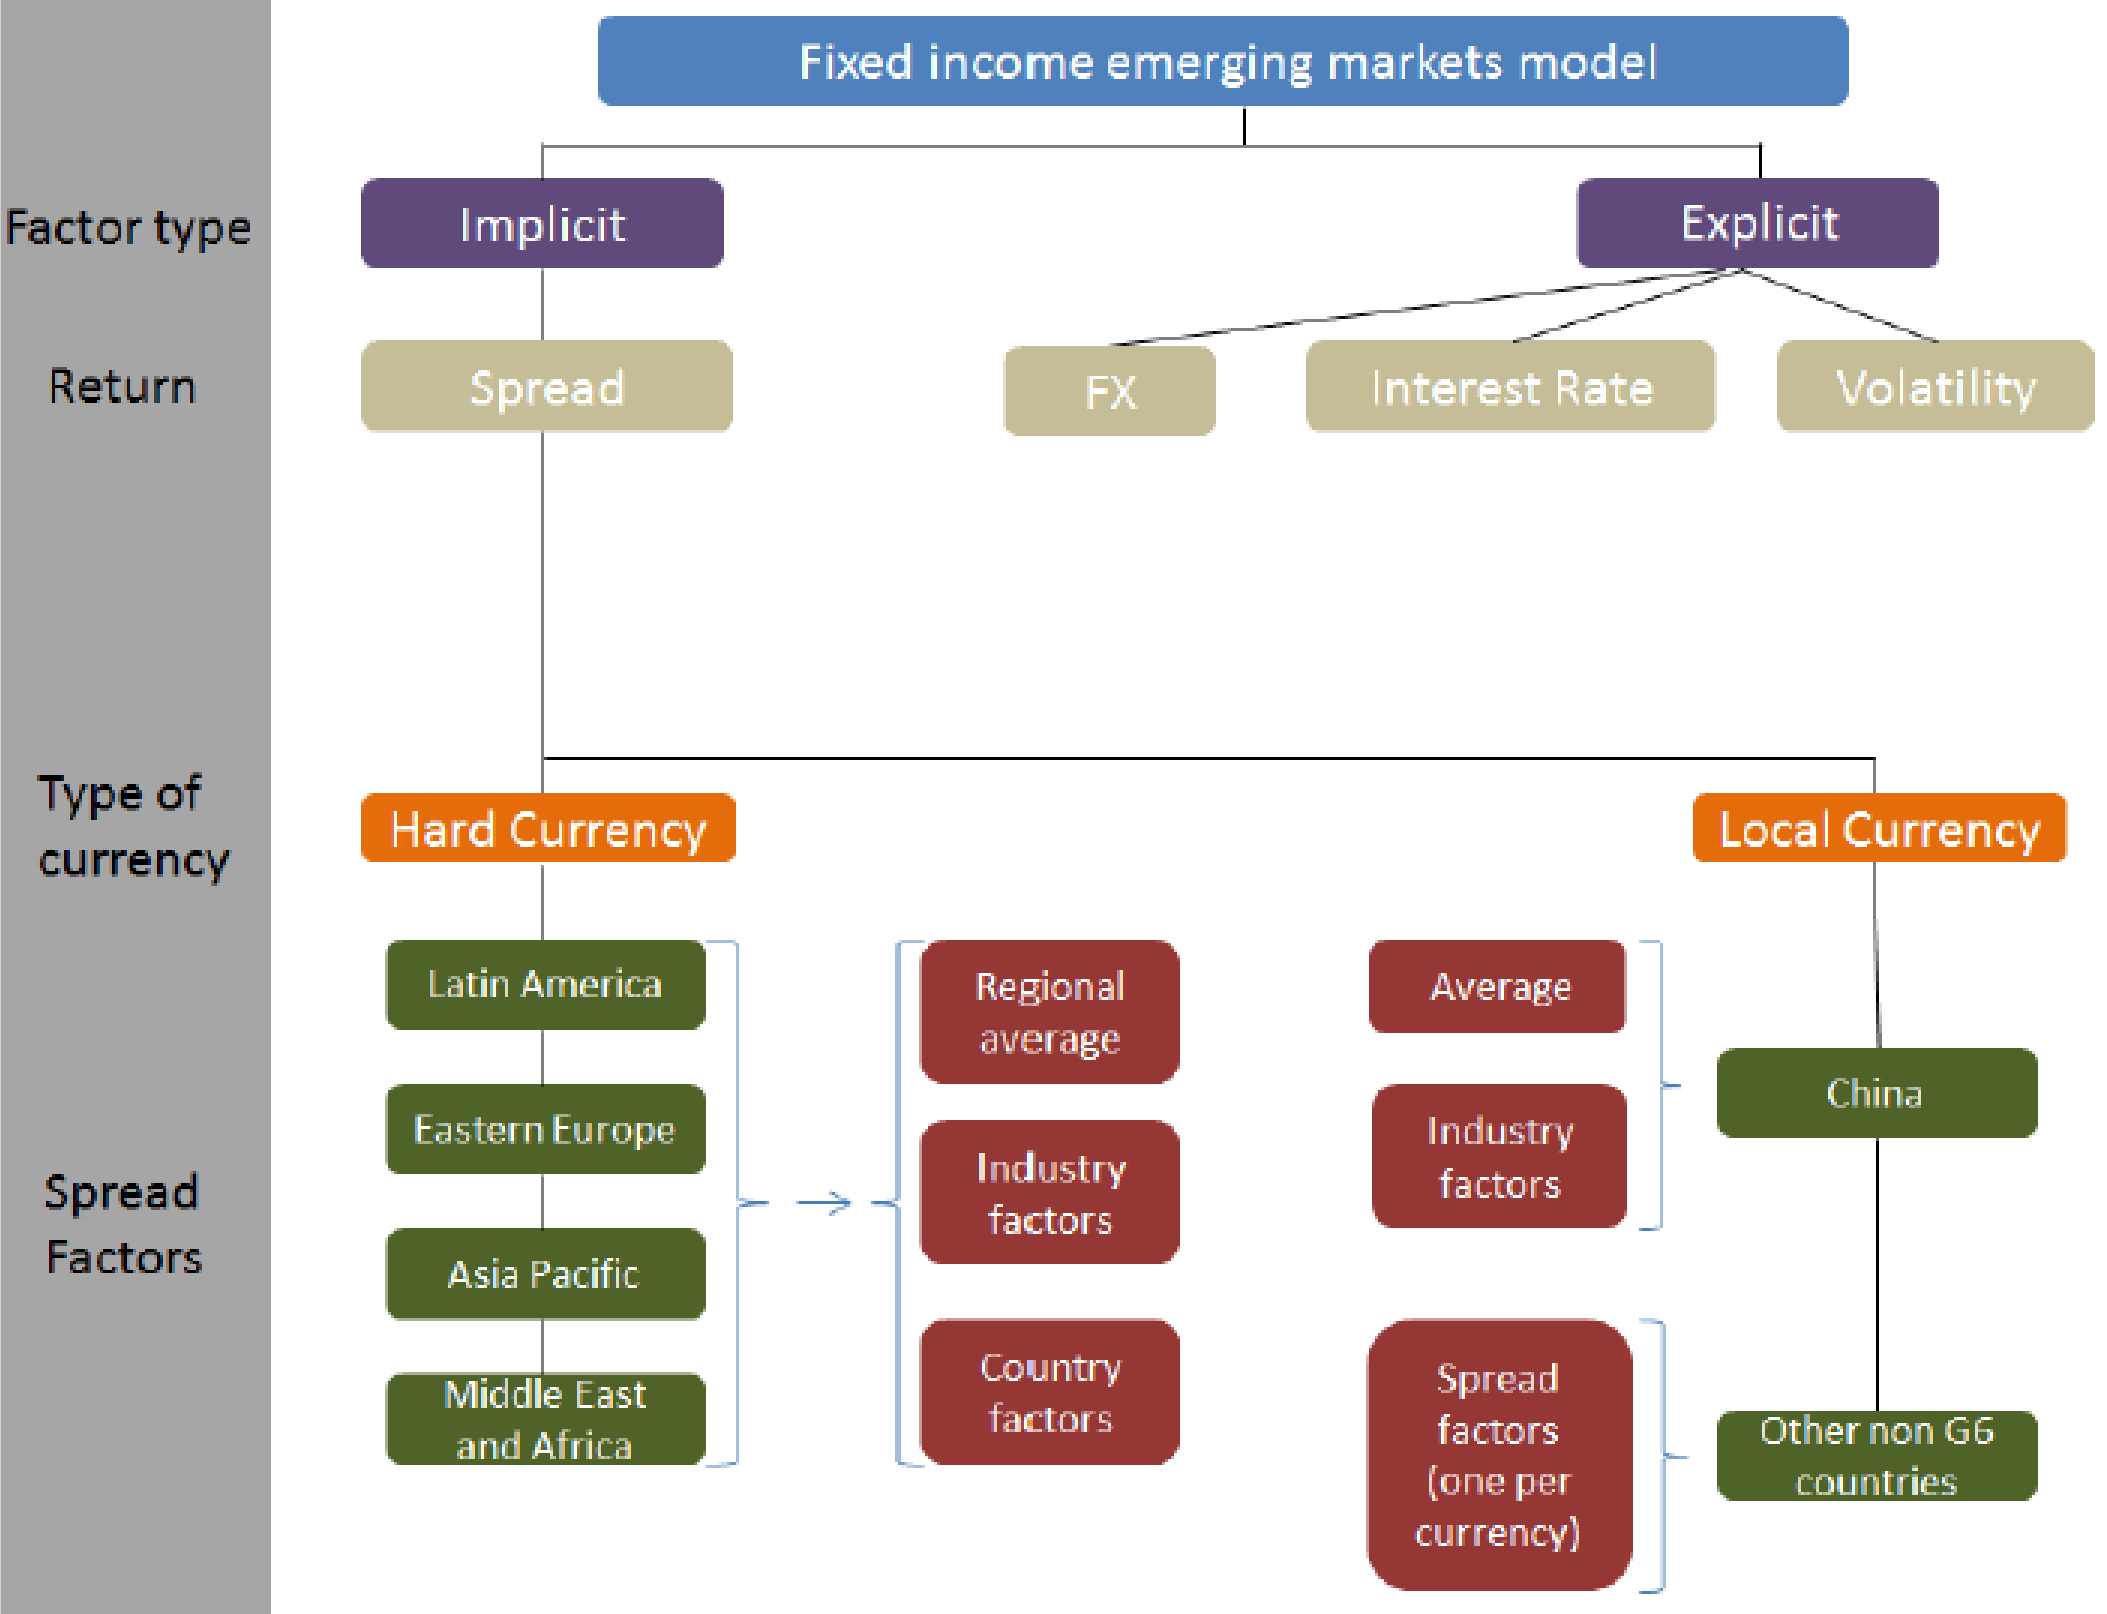 Fixed income emerging markets model
Factor type
Implicit
Explicit
Return
Spread
FX
Interest Rate
Volatility
Type of
currency
Hard Currency
Local Currency
Spread
Factors
Latin America
Eastern Europe
Asia Pacific
Middle East
and Africa
Regional
average
Industry
factors
Country
factors
Average
Industry
factors
Spread
factors
(one per
currency)
China
Other non G6
countries